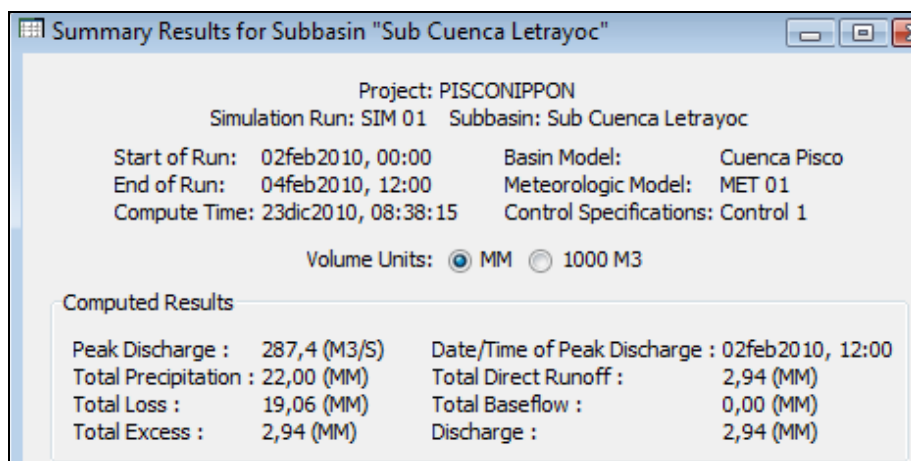 Summary Results for Subbasin "Sub Cuenca Letrayoc"
Project: PISCONIPPON
Simulation Run: SIM 01 Subbasin: Sub Cuenca Letrayoc
Start of Run: 02feb2010, 00:00 Basin Model: Cuenca Pisco
End of Run: 04feb2010, 12:00 Meteorologic Model: MET 01
Compute Time: 23dic2010, 08:38:15 Control Specifications: Control 1
Volume Units: MM 1000 M3
Computed Results
Peak Discharge : 287,4 (M3/S) Date/Time of Peak Discharge : 02feb2010, 12:00
Total Precipitation : 22,00 (MM) Total Direct Runoff : 2,94 (MM)
Total Loss : 19,06 (MM) Total Baseflow : 0,00 (MM)
Total Excess : 2,94 (MM) Discharge : 2,94 (MM)